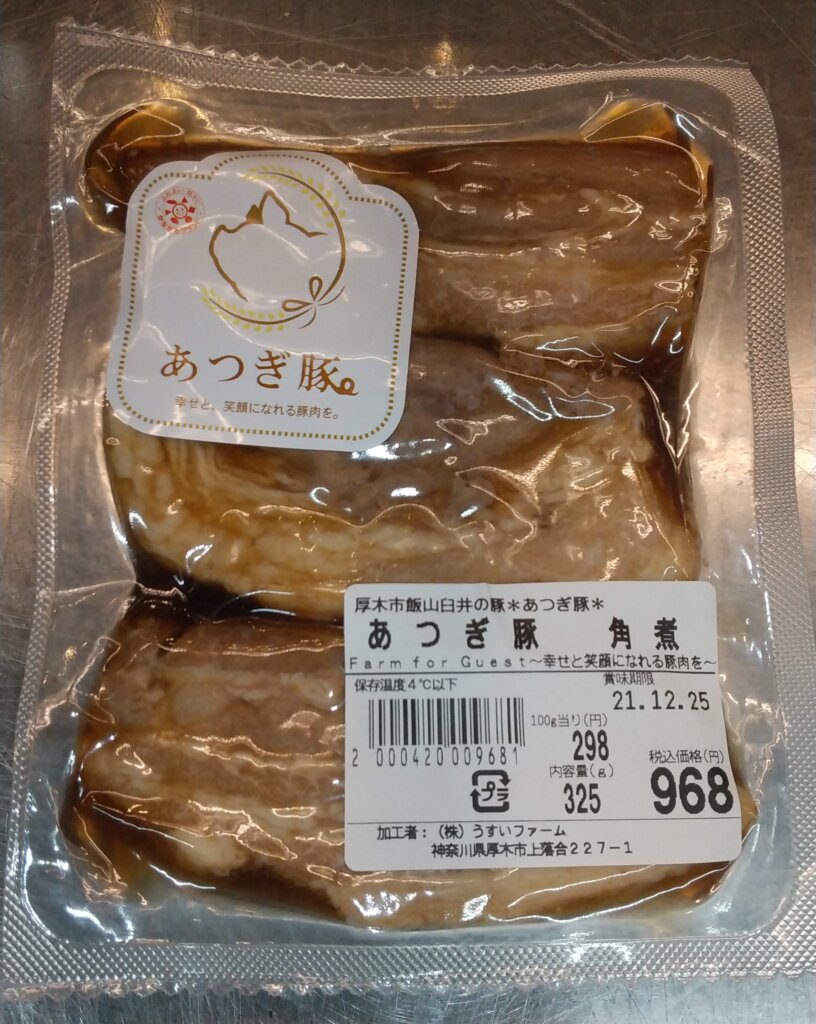 あつぎ豚
幸せと、笑顔になれる豚肉を。
厚木市飯山臼井の豚＊あつぎ豚＊
あつぎ豚 角煮
Farm for Guest～幸せと笑顔になれる豚肉を～
保存温度4℃以下
賞味期限
21.12.25
100g当り(円)
298
2 000420 009681
内容量(g)
325
税込価格(円)
968
プラ
加工者：（株）うすいファーム
神奈川県厚木市上落合227-1